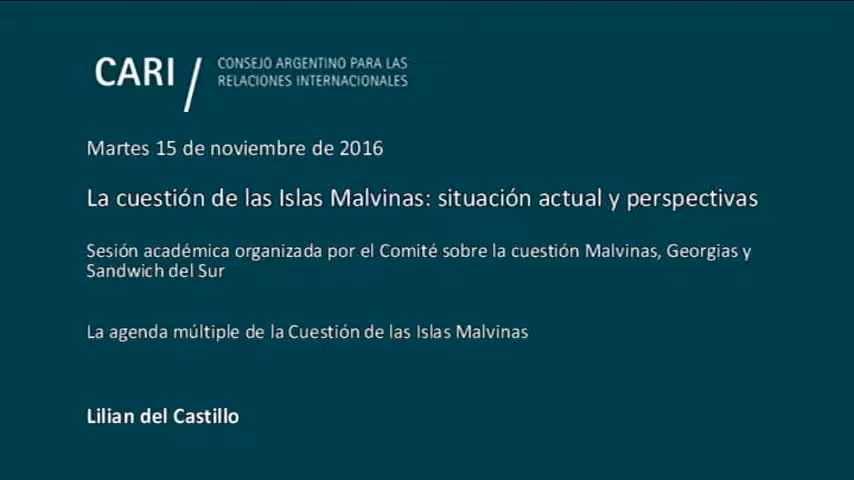 CARI/
CONSEJO ARGENTINO PARA LAS
RELACIONES INTERNACIONALES
Martes 15 de noviembre de 2016
La cuestión de las Islas Malvinas: situación actual y perspectivas
Sesión académica organizada por el Comité sobre la cuestión Malvinas, Georgias y
Sandwich del Sur
La agenda múltiple de la Cuestión de las Islas Malvinas
Lilian del Castillo